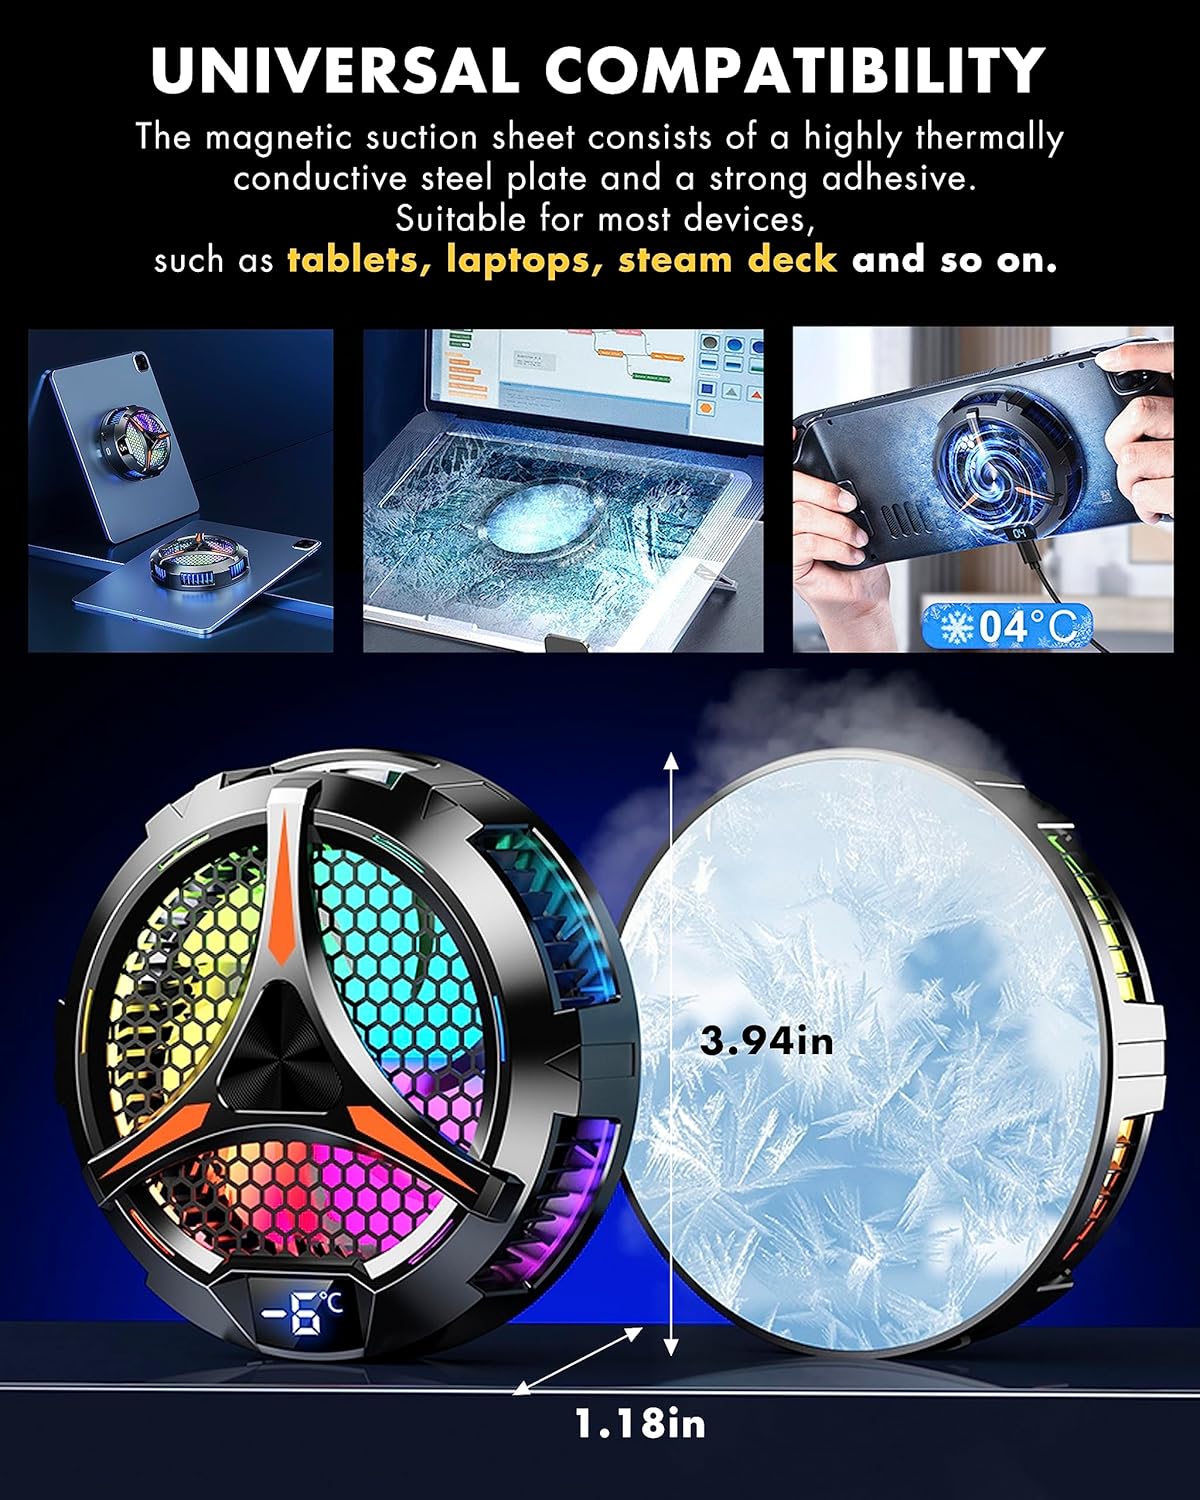 UNIVERSAL COMPATIBILITY
The magnetic suction sheet consists of a highly thermally
conductive steel plate and a strong adhesive.
Suitable for most devices,
such as tablets, laptops, steam deck and so on.
04
04°C
3.94in
-6°C
1.18in